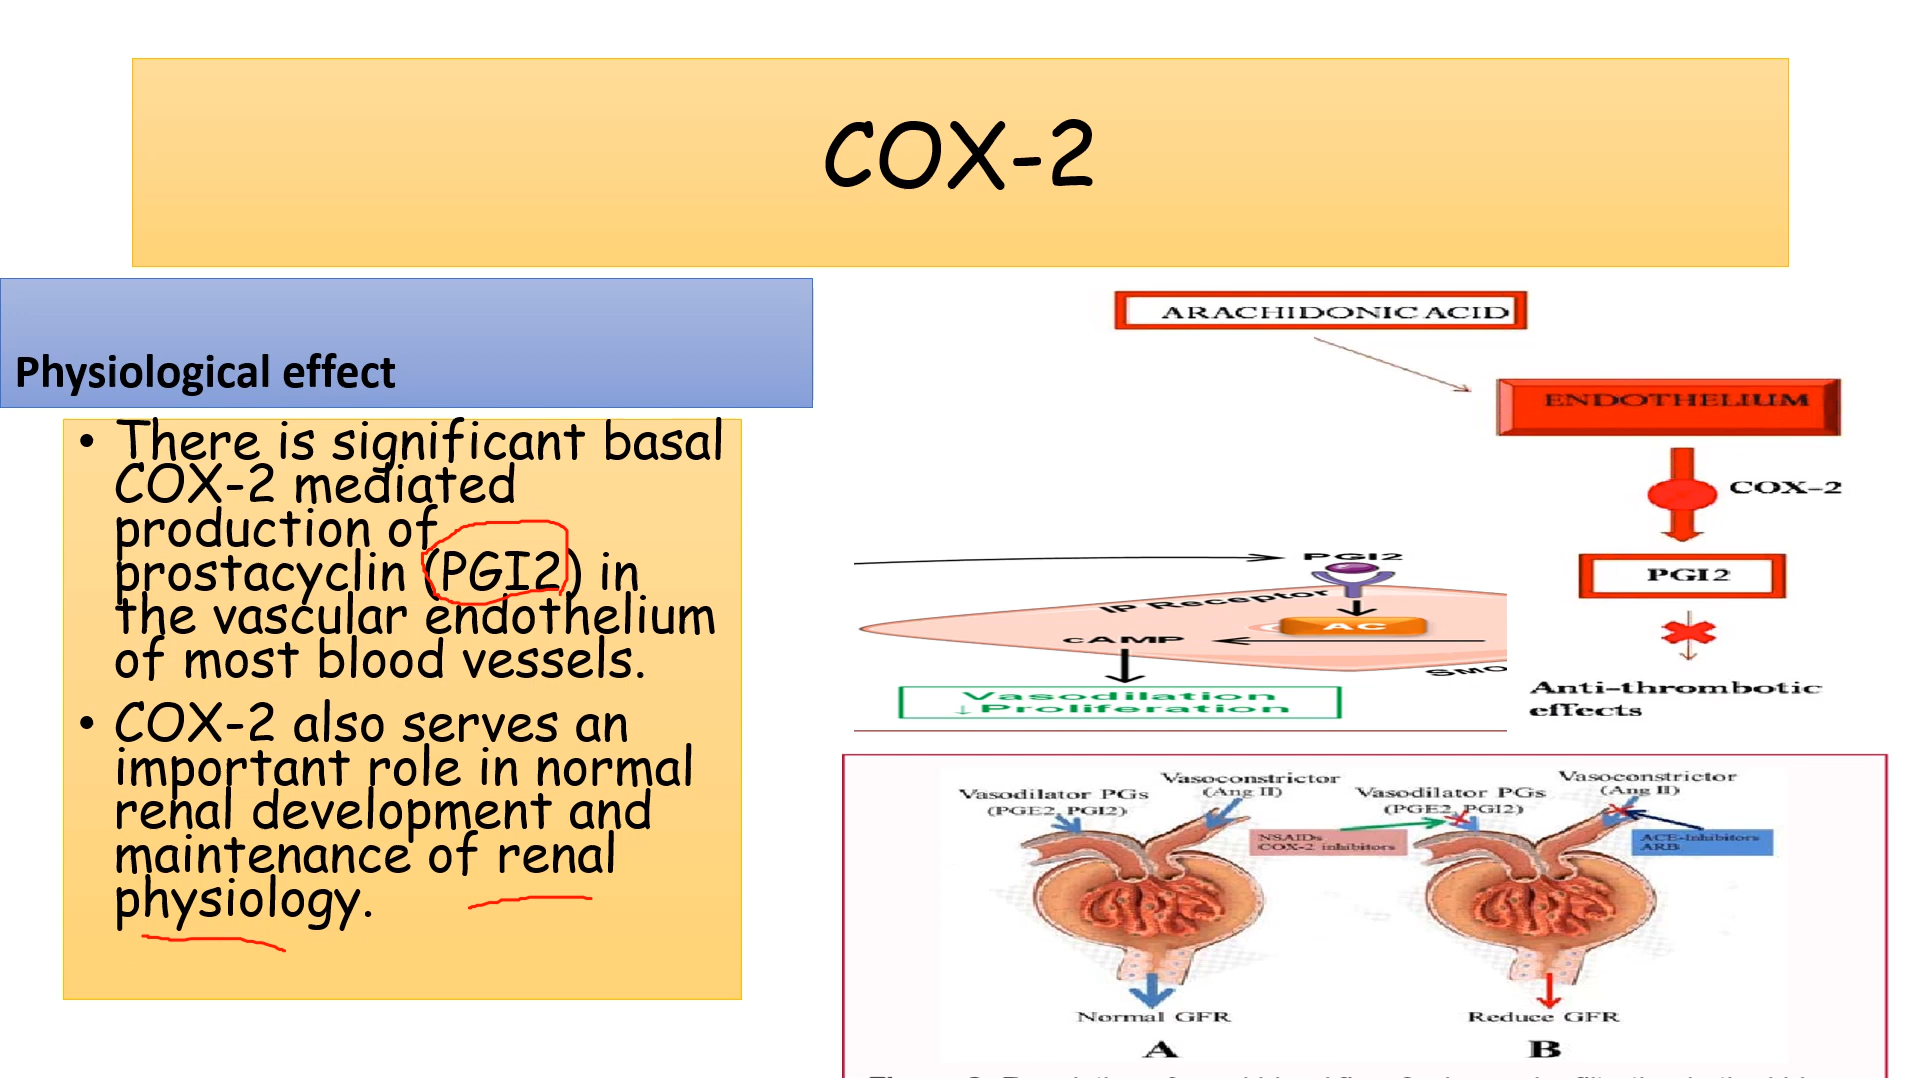 COX-2
Physiological effect
• There is significant basal
COX-2 mediated
production of
prostacyclin (PGI2) in
the vascular endothelium
of most blood vessels.
• COX-2 also serves an
important role in normal
renal development and
maintenance of renal
physiology.
ARACHIDONIC ACID
ENDOTHELIUM
COX-2
PGI2
Anti-thrombotic
effects
PGI2
IP Receptor
AC
cAMP
SMO
Vasodilation
↓Proliferation
Vasodilator PGs
(PGE2, PGI2)
Vasoconstrictor
(Ang II)
NSAIDs
COX-2 inhibitors
Vasodilator PGs
(PGE2, PGI2)
Vasoconstrictor
(Ang II)
ACE-Inhibitors
ARB
Normal GFR
Reduce GFR
A
B